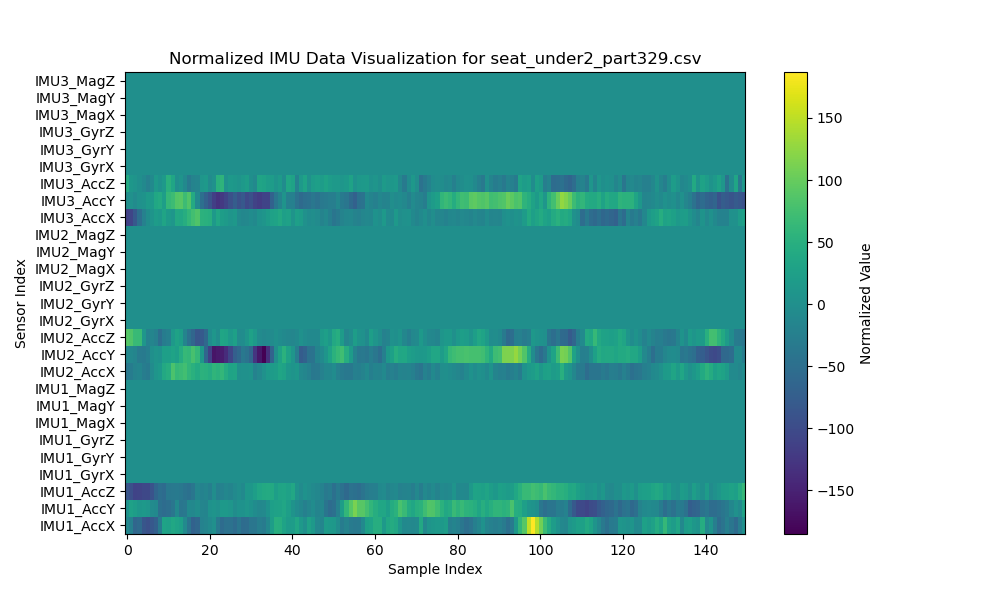 Normalized IMU Data Visualization for seat_under2_part329.csv
IMU3_MagZ
IMU3_MagY
IMU3_MagX
IMU3_GyrZ
IMU3_GyrY
IMU3_GyrX
IMU3_AccZ
IMU3_AccY
IMU3_AccX
IMU2_MagZ
IMU2_MagY
IMU2_MagX
IMU2_GyrZ
IMU2_GyrY
IMU2_GyrX
IMU2_AccZ
IMU2_AccY
IMU2_AccX
IMU1_MagZ
IMU1_MagY
IMU1_MagX
IMU1_GyrZ
IMU1_GyrY
IMU1_GyrX
IMU1_AccZ
IMU1_AccY
IMU1_AccX
Sensor Index
0 20 40 60 80 100 120 140
Sample Index
150
100
50
0
−50
−100
−150
Normalized Value